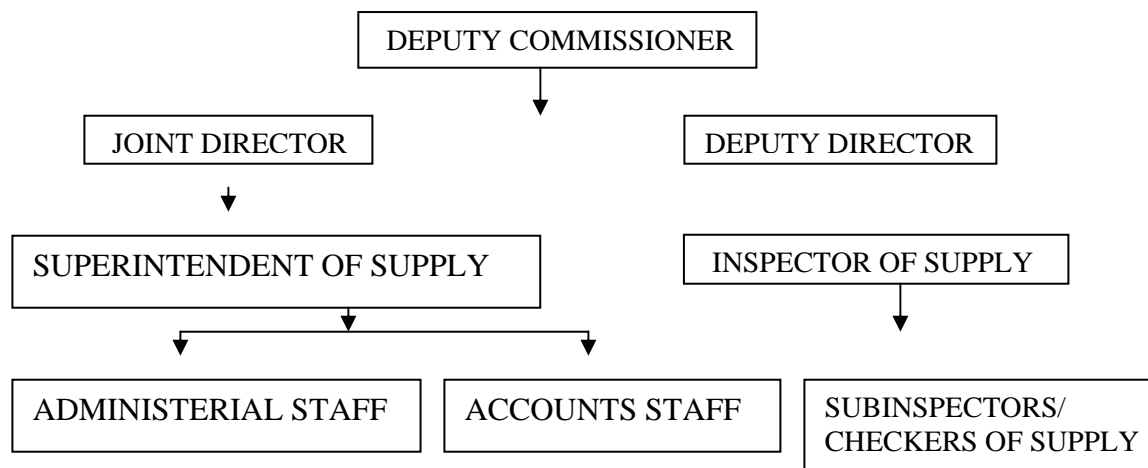 DEPUTY COMMISSIONER
JOINT DIRECTOR
DEPUTY DIRECTOR
SUPERINTENDENT OF SUPPLY
INSPECTOR OF SUPPLY
ADMINISTERIAL STAFF
ACCOUNTS STAFF
SUBINSPECTORS/
CHECKERS OF SUPPLY